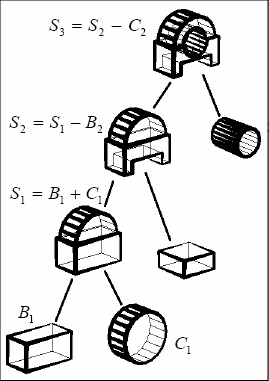 S₃ = S₂ − C₂
S₂ = S₁ − B₂
S₁ = B₁ + C₁
B₁
C₁